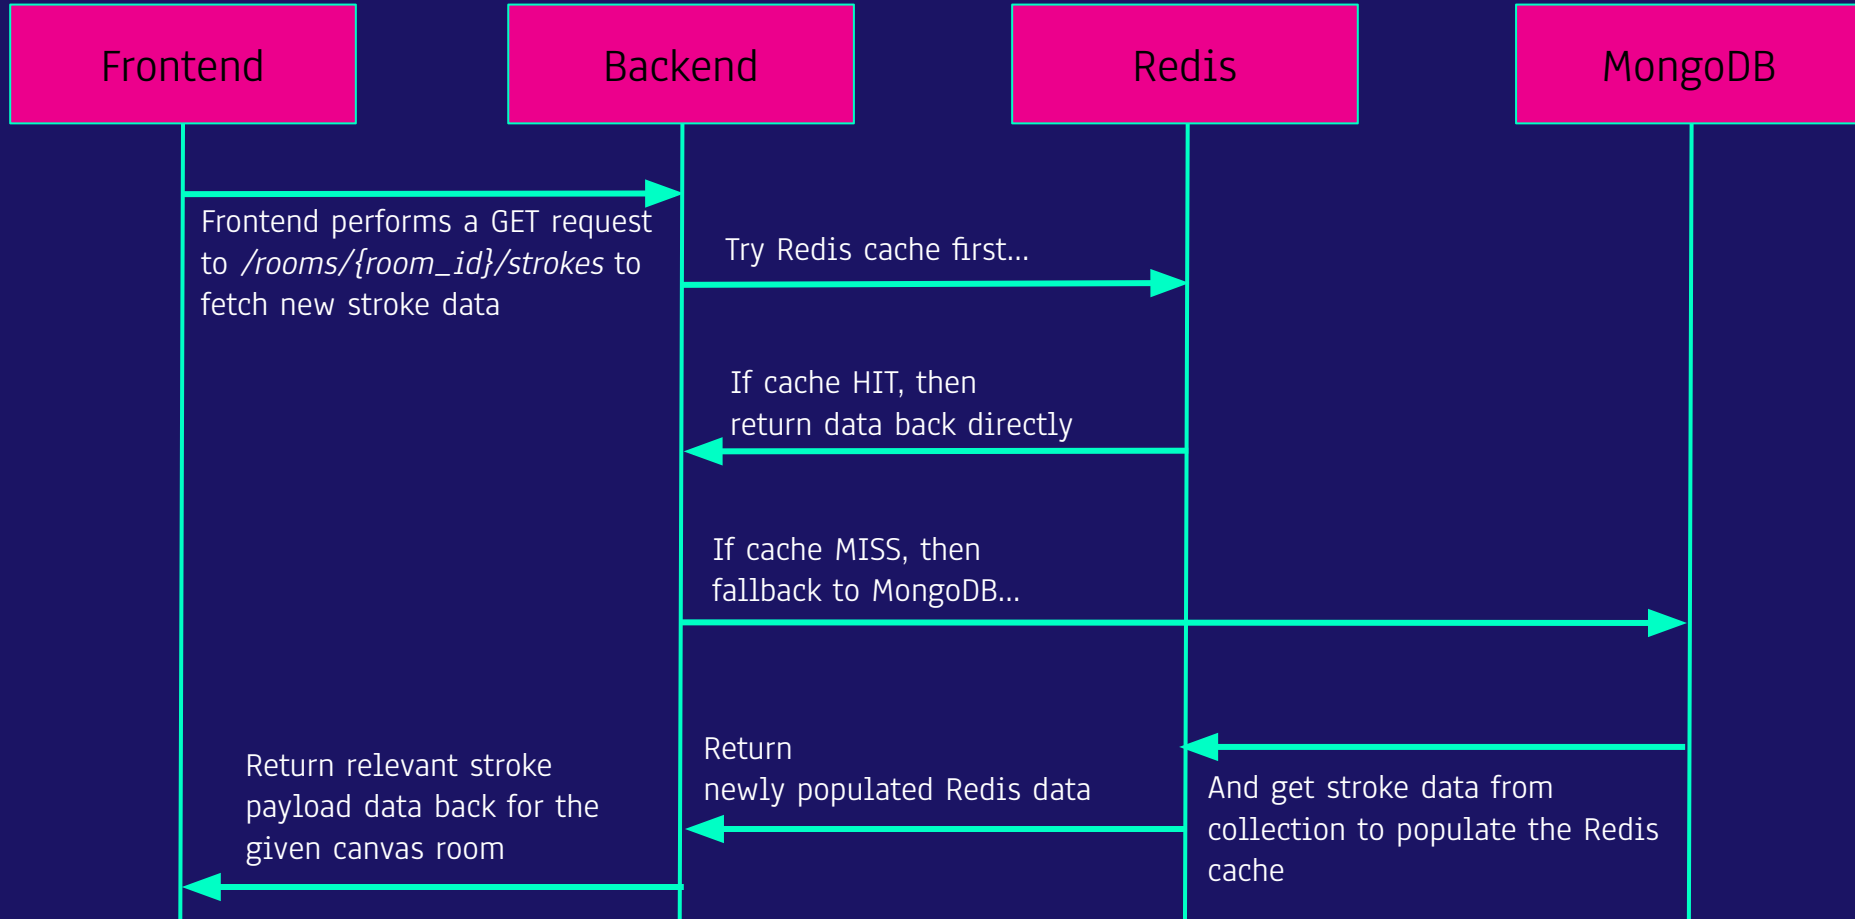 Frontend
Backend
Redis
MongoDB
Frontend performs a GET request
to /rooms/{room_id}/strokes to
fetch new stroke data
Try Redis cache first...
If cache HIT, then
return data back directly
If cache MISS, then
fallback to MongoDB...
And get stroke data from
collection to populate the Redis
cache
Return
newly populated Redis data
Return relevant stroke
payload data back for the
given canvas room